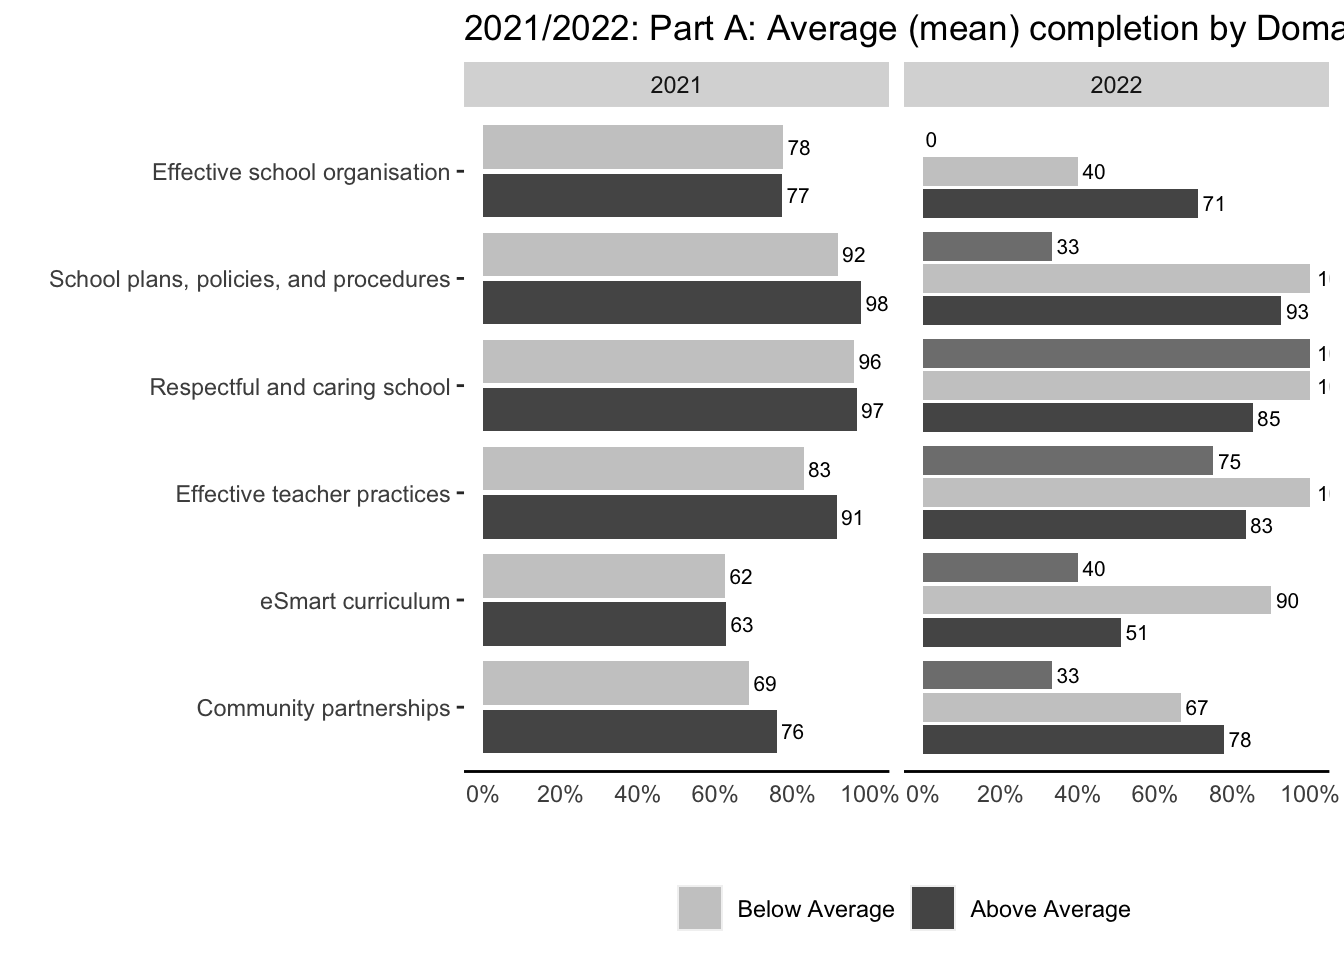 2021/2022: Part A: Average (mean) completion by
2021
2022
Effective school organisation
78
77
0
40
71
School plans, policies, and procedures
92
98
33
93
Respectful and caring school
96
97
85
Effective teacher practices
83
91
75
83
eSmart curriculum
62
63
40
90
51
Community partnerships
69
76
33
67
78
0% 20% 40% 60% 80% 100%
0% 20% 40% 60% 80% 100%
Below Average
Above Average